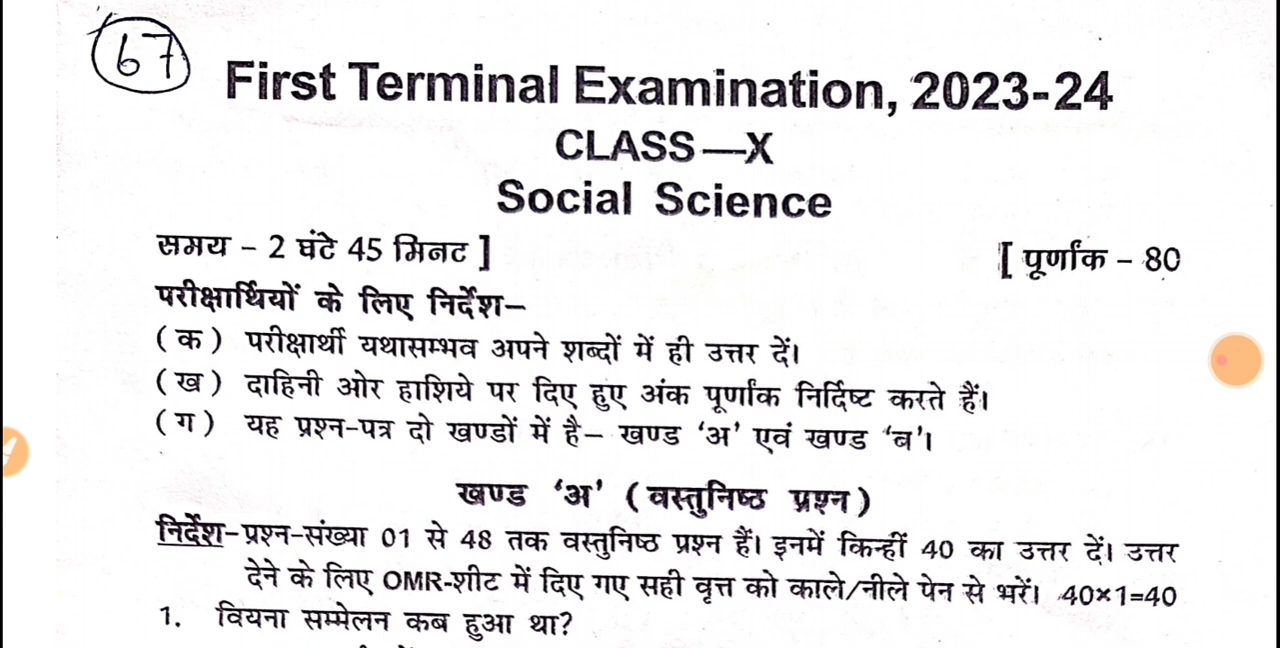 67
First Terminal Examination, 2023-24
CLASS—X
Social Science
समय - 2 घंटे 45 मिनट ] [ पूर्णांक - 80
परीक्षार्थियों के लिए निर्देश-
(क) परीक्षार्थी यथासम्भव अपने शब्दों में ही उत्तर दें।
(ख) दाहिनी ओर हाशिये पर दिए हुए अंक पूर्णांक निर्दिष्ट करते हैं।
(ग) यह प्रश्न-पत्र दो खण्डों में है- खण्ड 'अ' एवं खण्ड 'ब'।
खण्ड 'अ' (वस्तुनिष्ठ प्रश्न)
निर्देश-प्रश्न-संख्या 01 से 48 तक वस्तुनिष्ठ प्रश्न हैं। इनमें किन्हीं 40 का उत्तर दें। उत्तर
देने के लिए OMR-शीट में दिए गए सही वृत्त को काले/नीले पेन से भरें। 40×1=40
1. वियना सम्मेलन कब हुआ था?